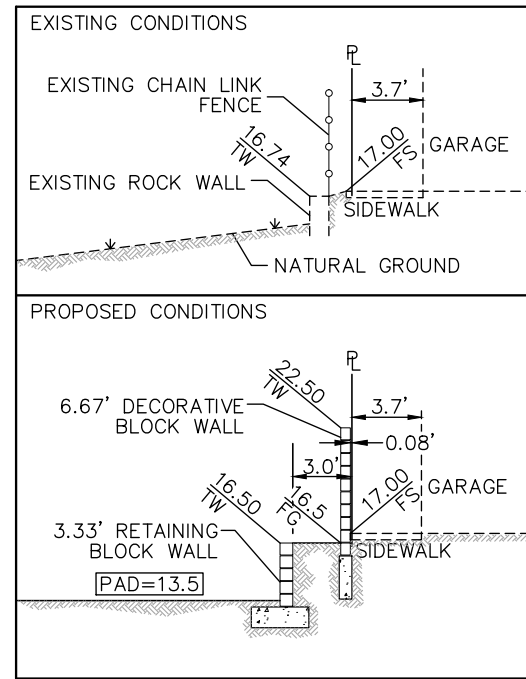 EXISTING CONDITIONS
PL
EXISTING CHAIN LINK
FENCE
3.7'
16.74
TW
17.00
FS
GARAGE
EXISTING ROCK WALL
SIDEWALK
NATURAL GROUND
PROPOSED CONDITIONS
PL
22.50
TW
6.67' DECORATIVE
BLOCK WALL
3.7'
0.08'
3.0'
16.50
TW
16.5
FG
17.00
FS
GARAGE
3.33' RETAINING
BLOCK WALL
SIDEWALK
PAD=13.5